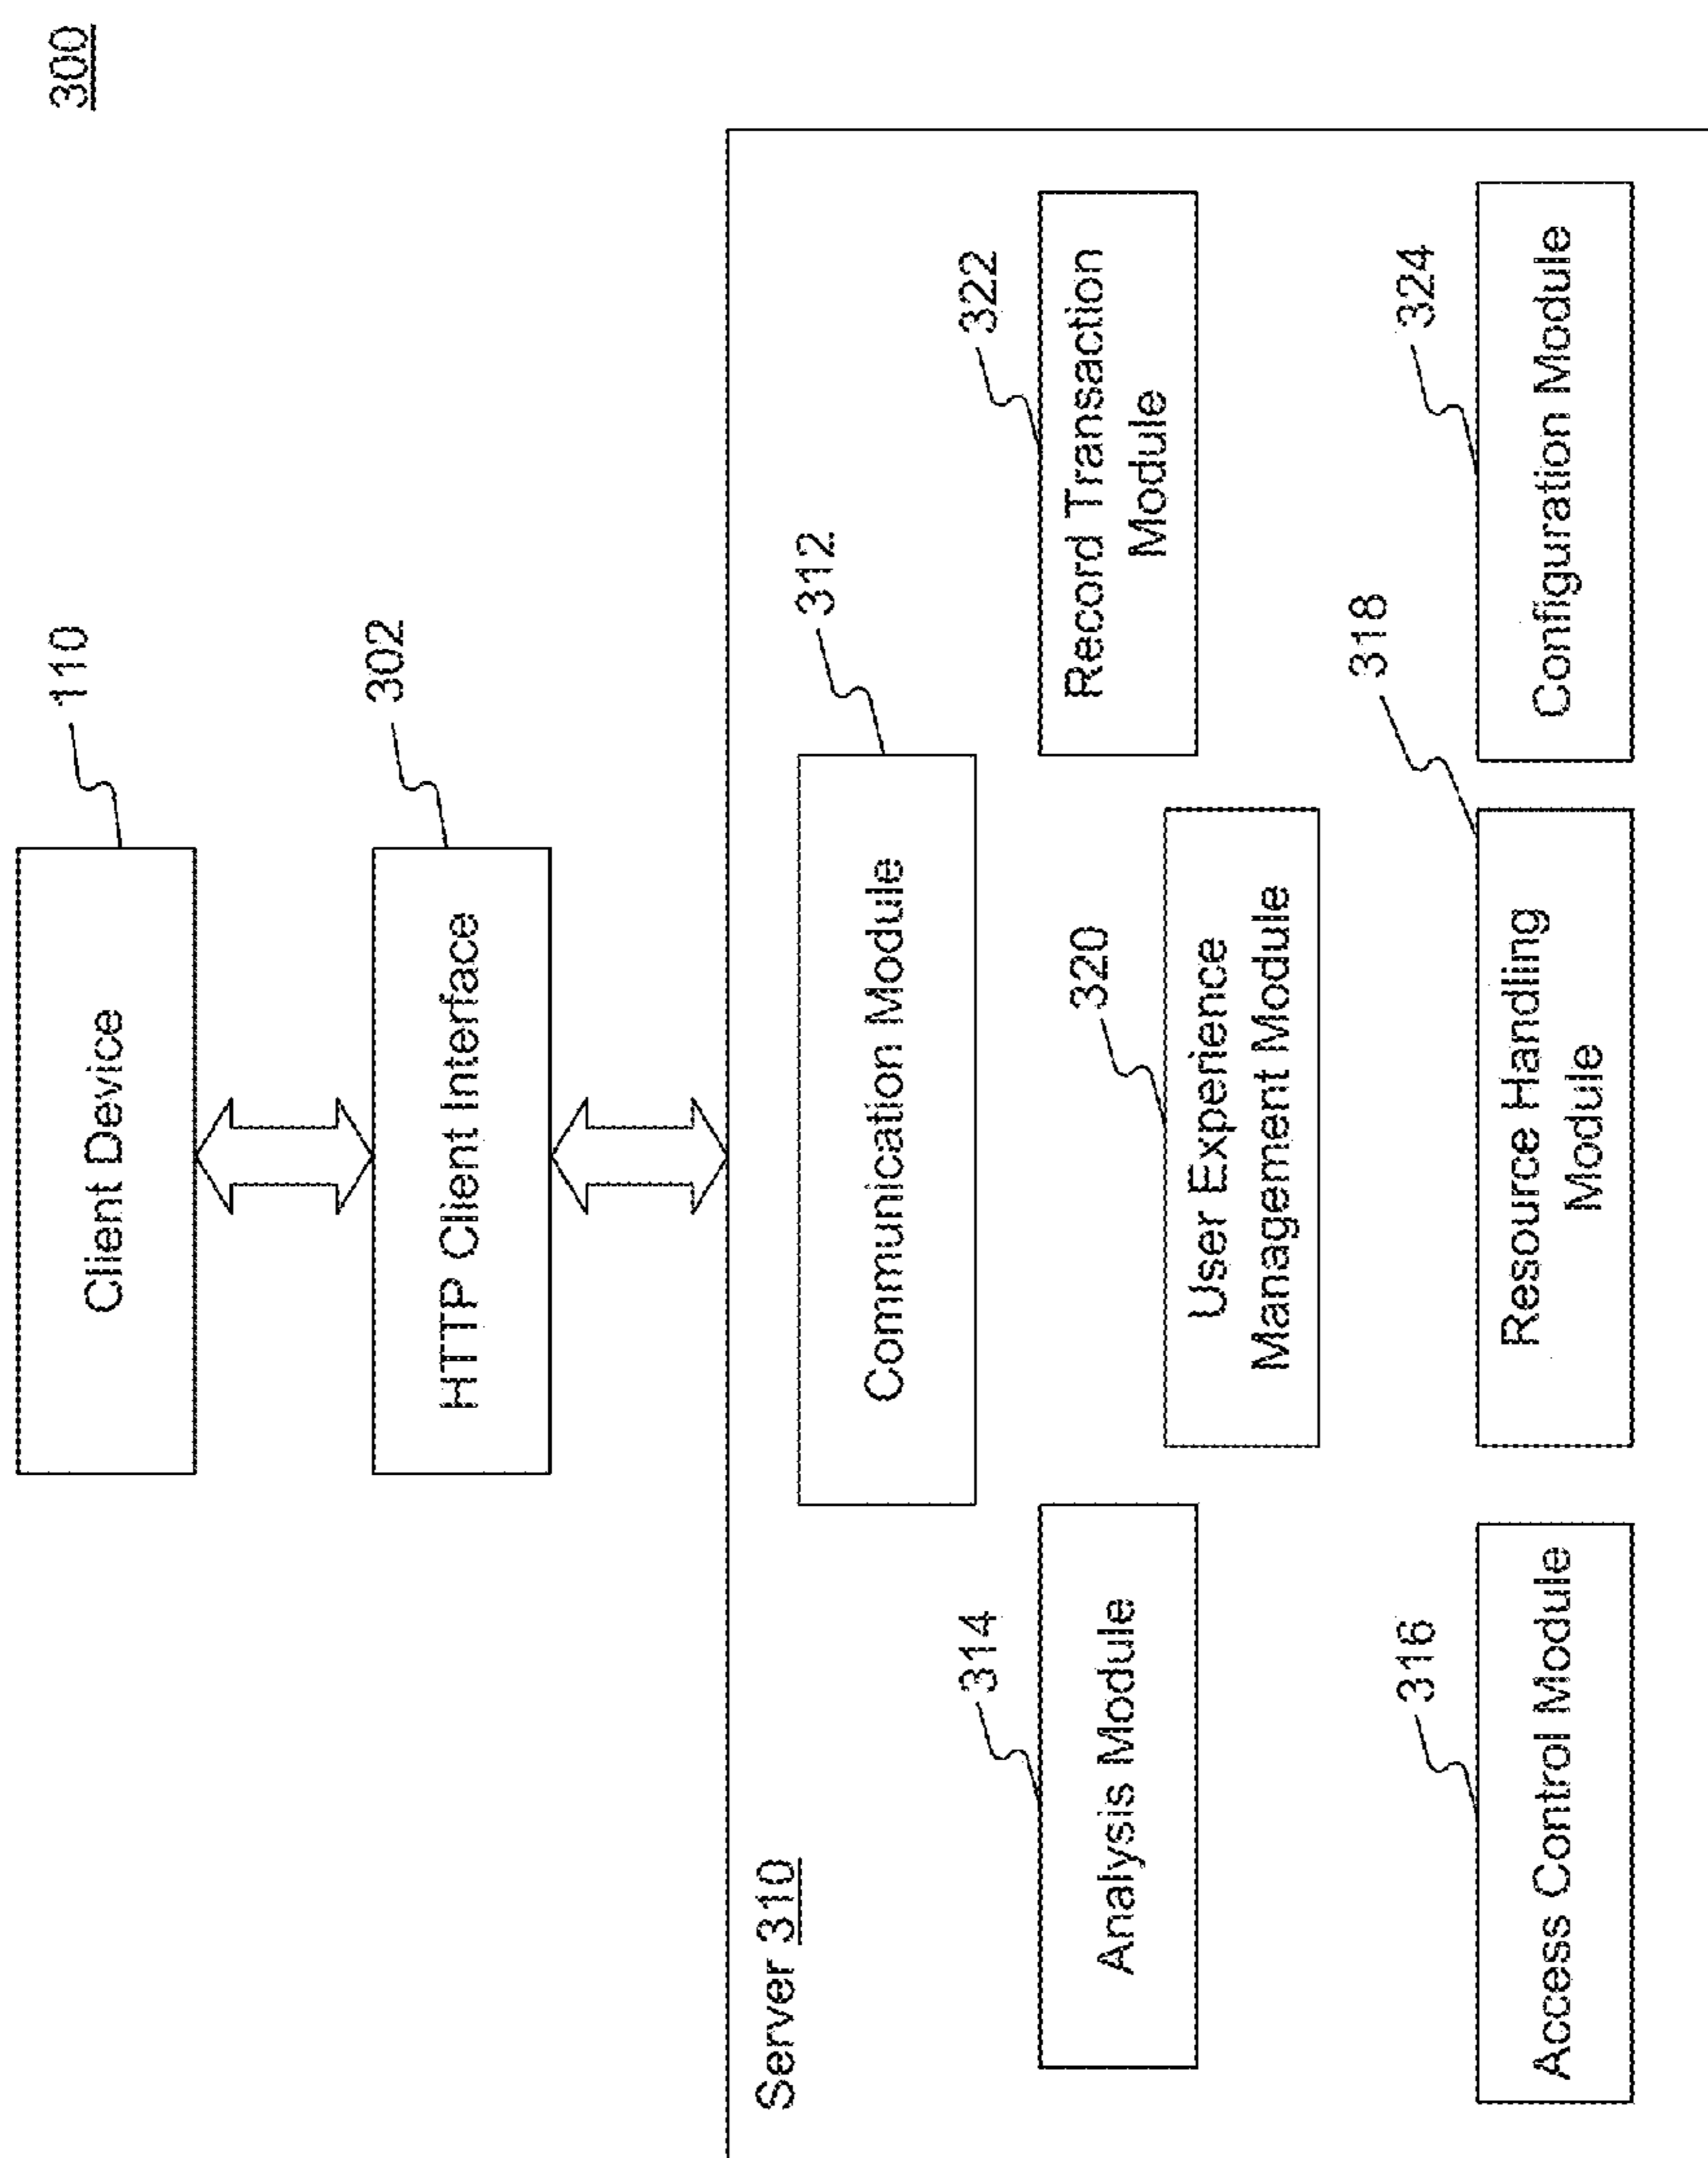 300
Client Device
110
HTTP Client Interface
302
Server 310
Communication Module
312
Analysis Module
314
User Experience
Management Module
320
Record Transaction
Module
322
Access Control Module
316
Resource Handling
Module
318
Configuration Module
324